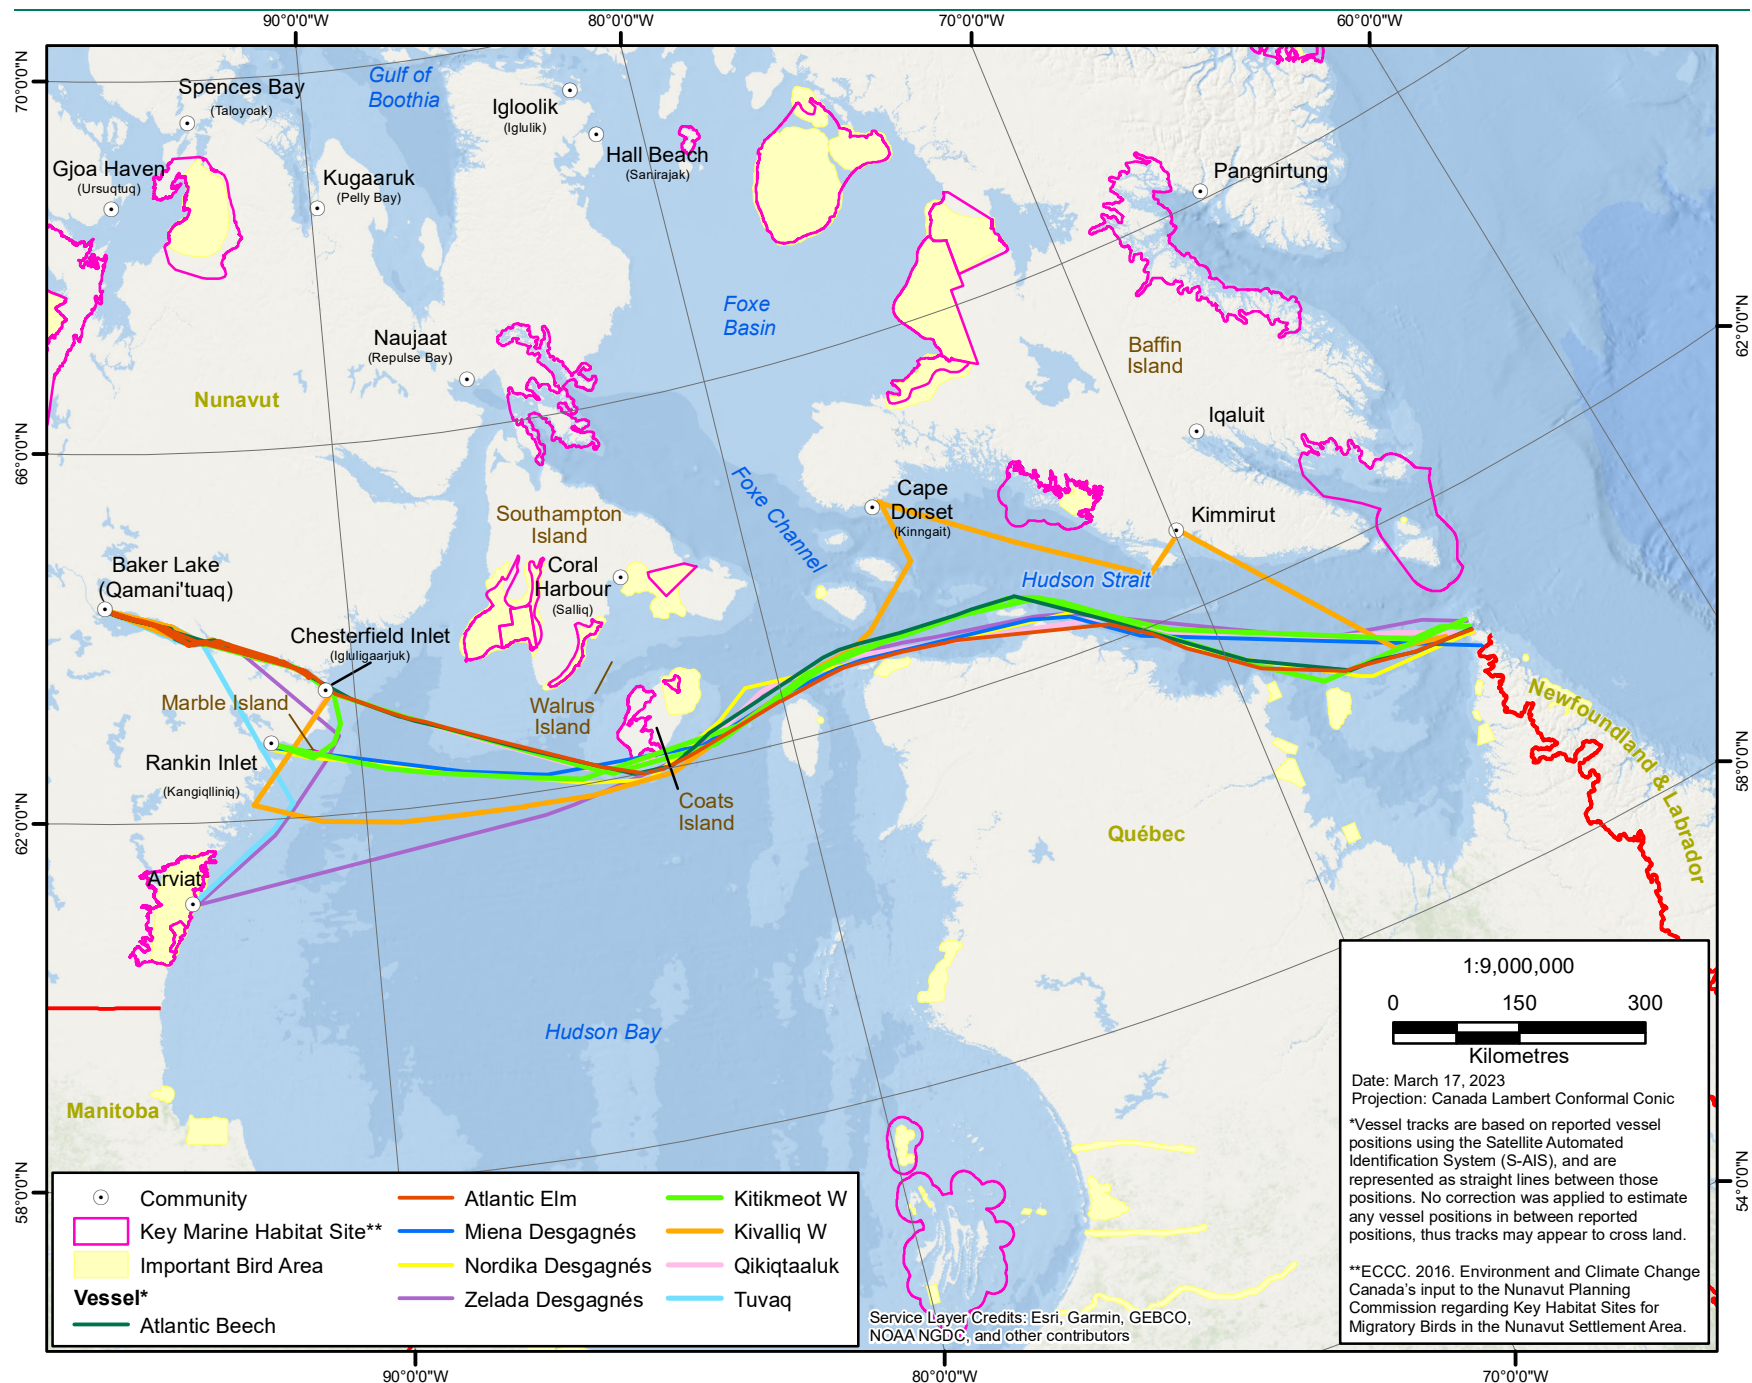 90°0'0"W
80°0'0"W
70°0'0"W
60°0'0"W
70°0'0"N
66°0'0"N
62°0'0"N
58°0'0"N
62°0'0"N
58°0'0"N
54°0'0"N
90°0'0"W
80°0'0"W
70°0'0"W
Gulf of
Boothia
Spences Bay
(Taloyoak)
Igloolik
(Iglulik)
Hall Beach
(Sanirajak)
Gjoa Haven
(Ursuqtuq)
Kugaaruk
(Pelly Bay)
Pangnirtung
Foxe
Basin
Naujaat
(Repulse Bay)
Baffin
Island
Nunavut
Iqaluit
Foxe Channel
Cape
Dorset
(Kinngait)
Southampton
Island
Kimmirut
Baker Lake
(Qamani'tuaq)
Coral
Harbour
(Salliq)
Hudson Strait
Chesterfield Inlet
(Igluligaarjuk)
Marble Island
Walrus
Island
Newfoundland & Labrador
Rankin Inlet
(Kangiqlliniq)
Coats
Island
Québec
Arviat
Hudson Bay
Manitoba
1:9,000,000
0 150 300
Kilometres
Date: March 17, 2023
Projection: Canada Lambert Conformal Conic
*Vessel tracks are based on reported vessel
positions using the Satellite Automated
Identification System (S-AIS), and are
represented as straight lines between those
positions. No correction was applied to estimate
any vessel positions in between reported
positions, thus tracks may appear to cross land.
**ECCC. 2016. Environment and Climate Change
Canada's input to the Nunavut Planning
Commission regarding Key Habitat Sites for
Migratory Birds in the Nunavut Settlement Area.
Community
Key Marine Habitat Site**
Important Bird Area
Vessel*
Atlantic Beech
Atlantic Elm
Miena Desgagnés
Nordika Desgagnés
Zelada Desgagnés
Kitikmeot W
Kivalliq W
Qikiqtaaluk
Tuvaq
Service Layer Credits: Esri, Garmin, GEBCO,
NOAA NGDC, and other contributors